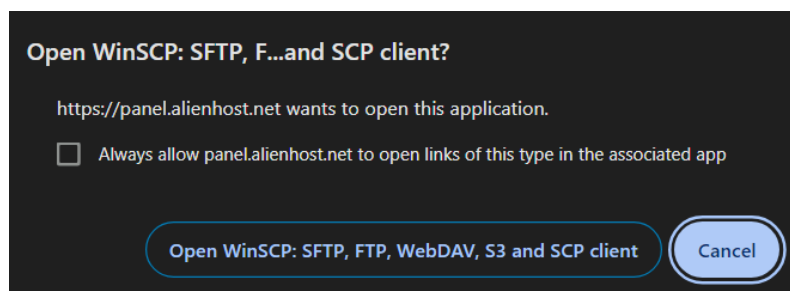 Open WinSCP: SFTP, F...and SCP client?
https://panel.alienhost.net wants to open this application.
Always allow panel.alienhost.net to open links of this type in the associated app
Open WinSCP: SFTP, FTP, WebDAV, S3 and SCP client
Cancel